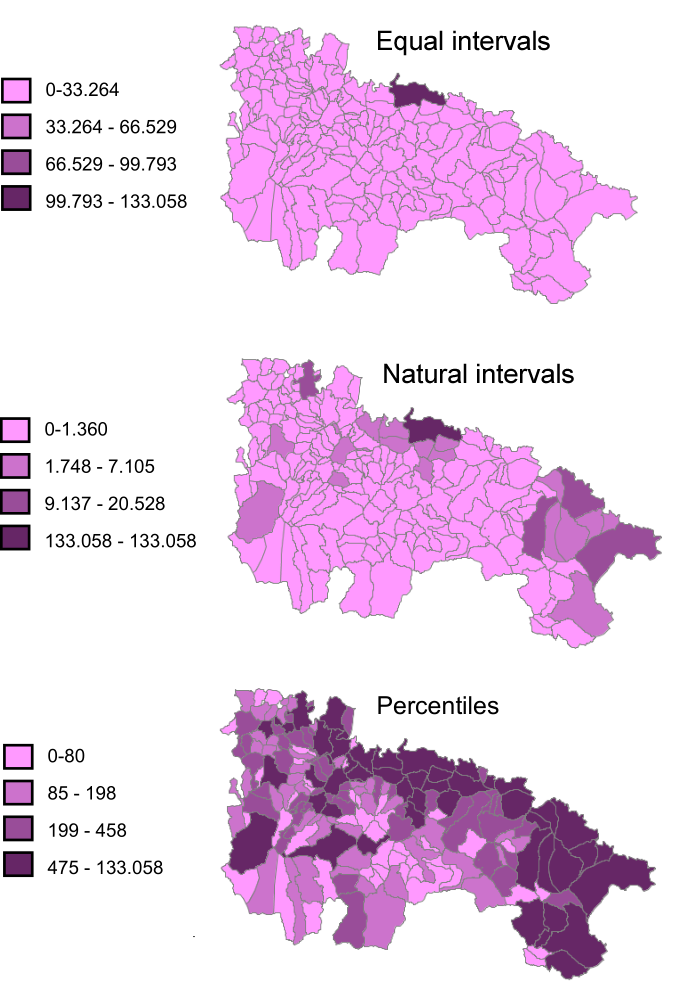 Equal intervals
0-33.264
33.264 - 66.529
66.529 - 99.793
99.793 - 133.058
Natural intervals
0-1.360
1.748 - 7.105
9.137 - 20.528
133.058 - 133.058
Percentiles
0-80
85 - 198
199 - 458
475 - 133.058